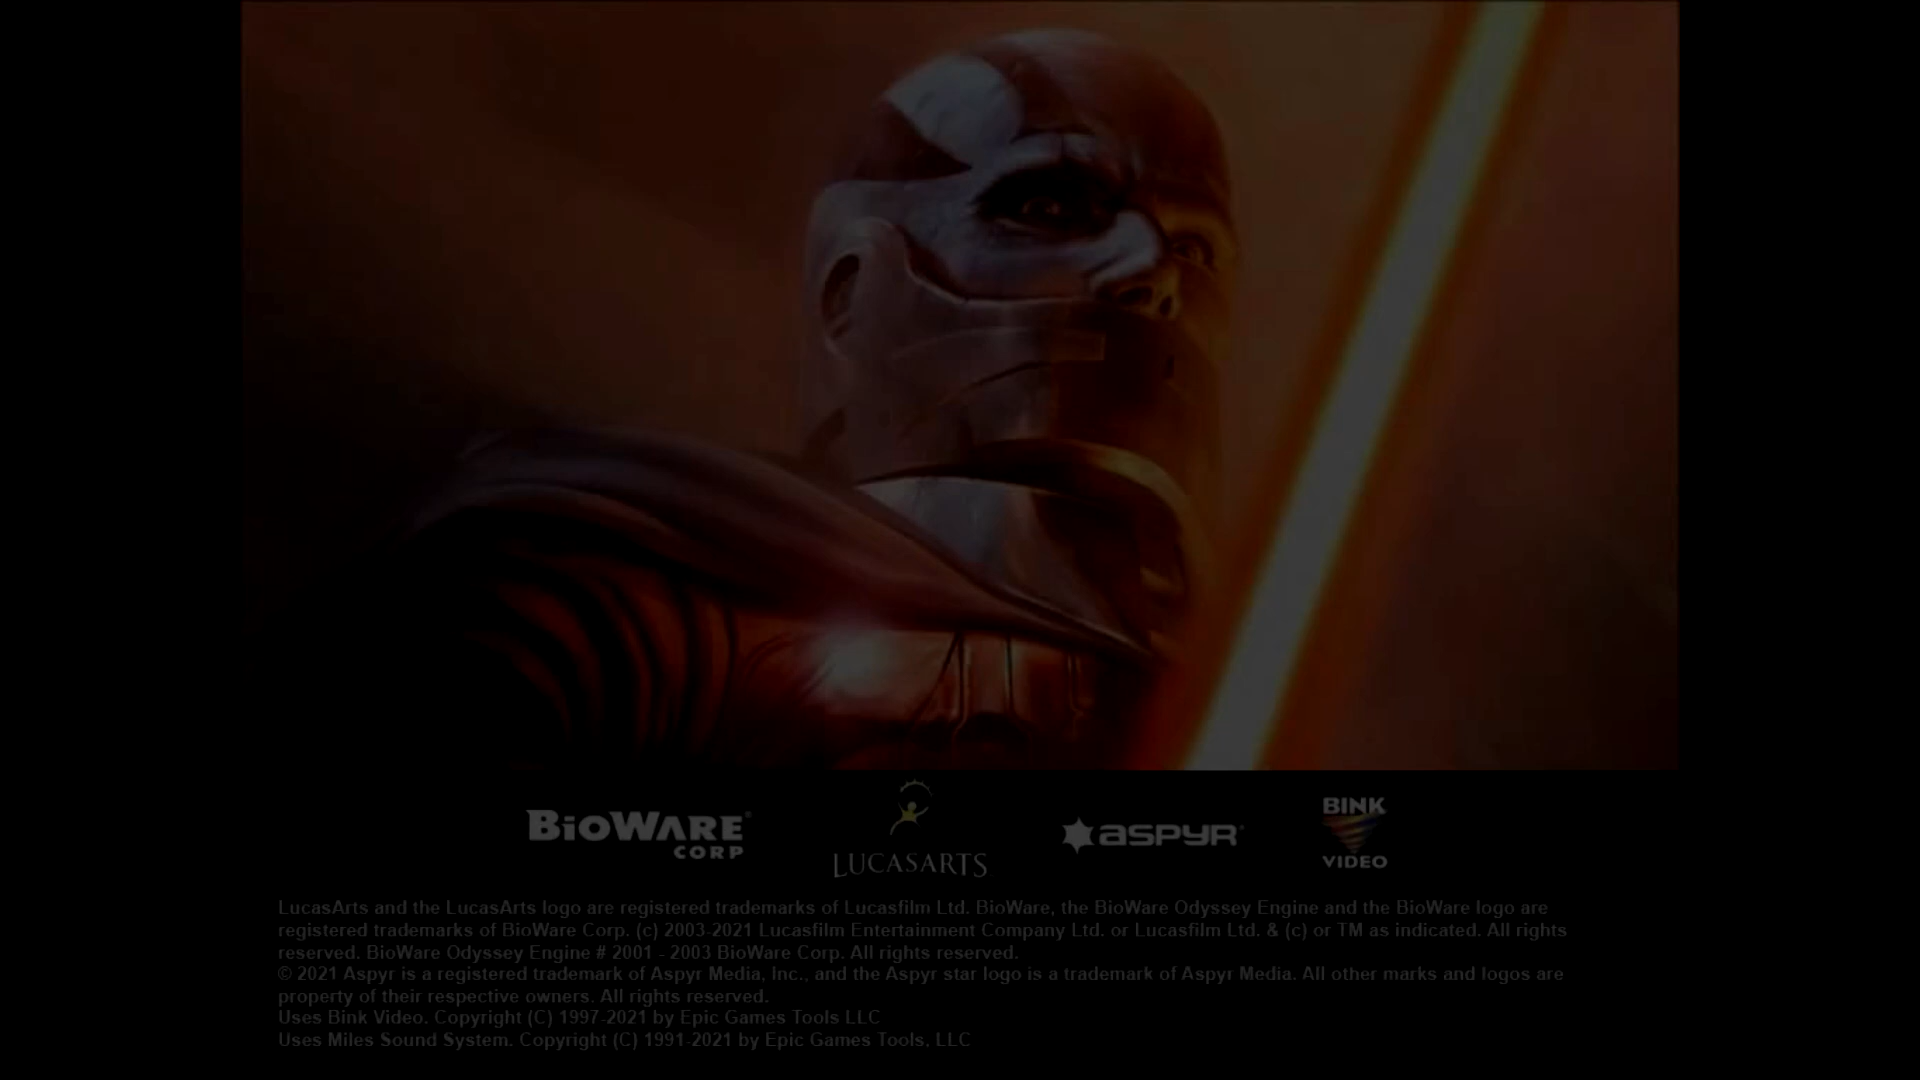 BIOWARE®
CORP
LUCASARTS
ASPYR
BINK
VIDEO
LucasArts and the LucasArts logo are registered trademarks of Lucasfilm Ltd. BioWare, the BioWare Odyssey Engine and the BioWare logo are
registered trademarks of BioWare Corp. (c) 2003-2021 Lucasfilm Entertainment Company Ltd. or Lucasfilm Ltd. & (c) or TM as indicated. All rights
reserved. BioWare Odyssey Engine # 2001 - 2003 BioWare Corp. All rights reserved.
© 2021 Aspyr is a registered trademark of Aspyr Media, Inc., and the Aspyr star logo is a trademark of Aspyr Media. All other marks and logos are
property of their respective owners. All rights reserved.
Uses Bink Video. Copyright (C) 1997-2021 by Epic Games Tools LLC
Uses Miles Sound System. Copyright (C) 1991-2021 by Epic Games Tools, LLC